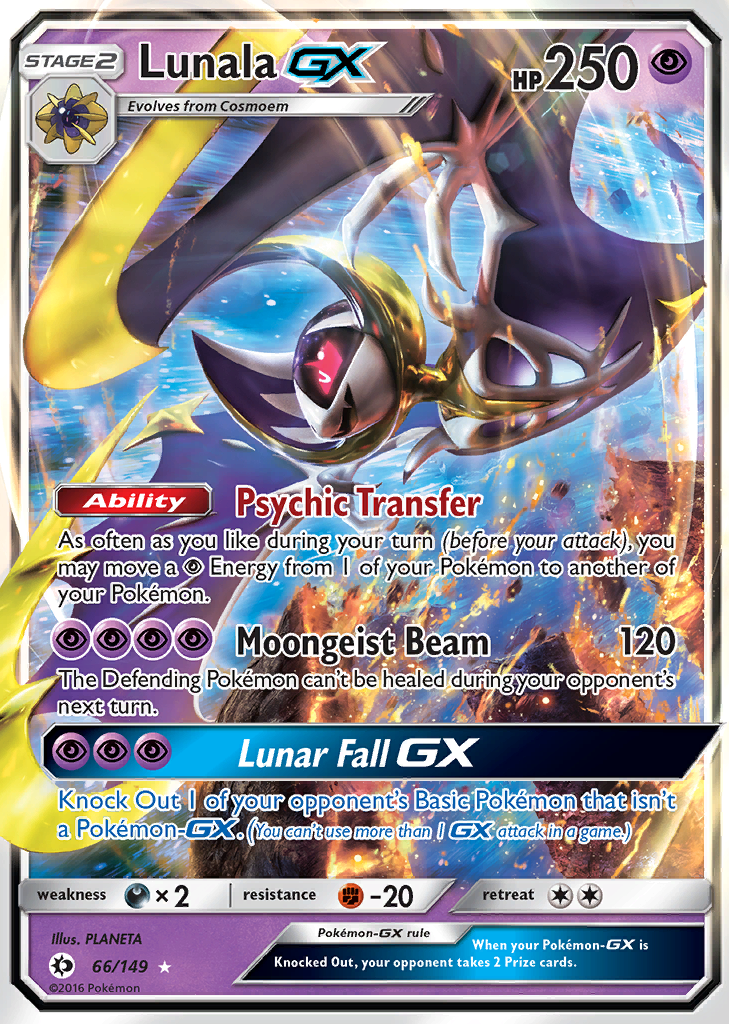 STAGE2 Lunala GX HP250
Evolves from Cosmoem
Ability Psychic Transfer
As often as you like during your turn (before your attack), you
may move a Energy from 1 of your Pokémon to another of
your Pokémon.
Moongeist Beam 120
The Defending Pokémon can't be healed during your opponent's
next turn.
Lunar Fall GX
Knock Out 1 of your opponent's Basic Pokémon that isn't
a Pokémon-GX. (You can't use more than 1 GX attack in a game.)
weakness ×2 resistance -20 retreat
Illus. PLANETA
66/149
©2016 Pokémon
Pokémon-GX rule
When your Pokémon-GX is
Knocked Out, your opponent takes 2 Prize cards.